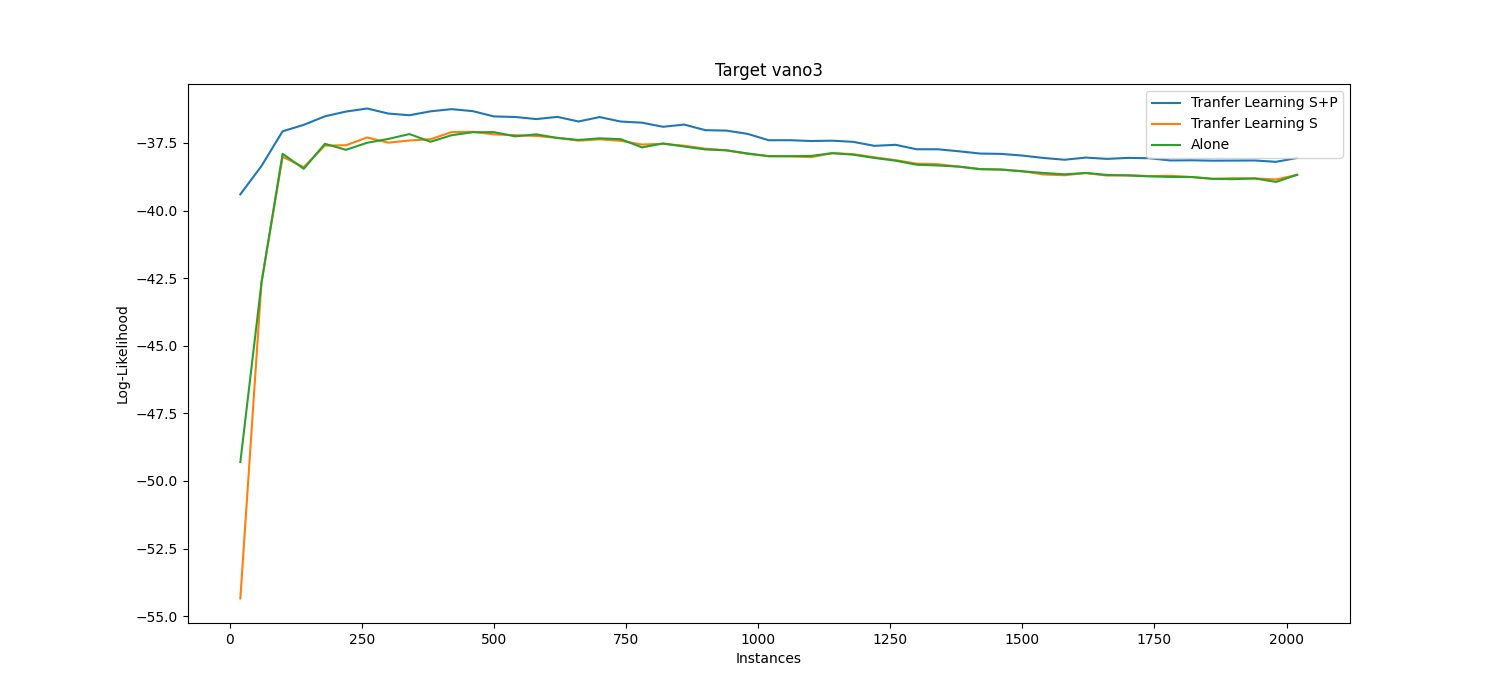 Target vano3
Tranfer Learning S+P
Tranfer Learning S
Alone
Log-Likelihood
−37.5
−40.0
−42.5
−45.0
−47.5
−50.0
−52.5
−55.0
0 250 500 750 1000 1250 1500 1750 2000
Instances